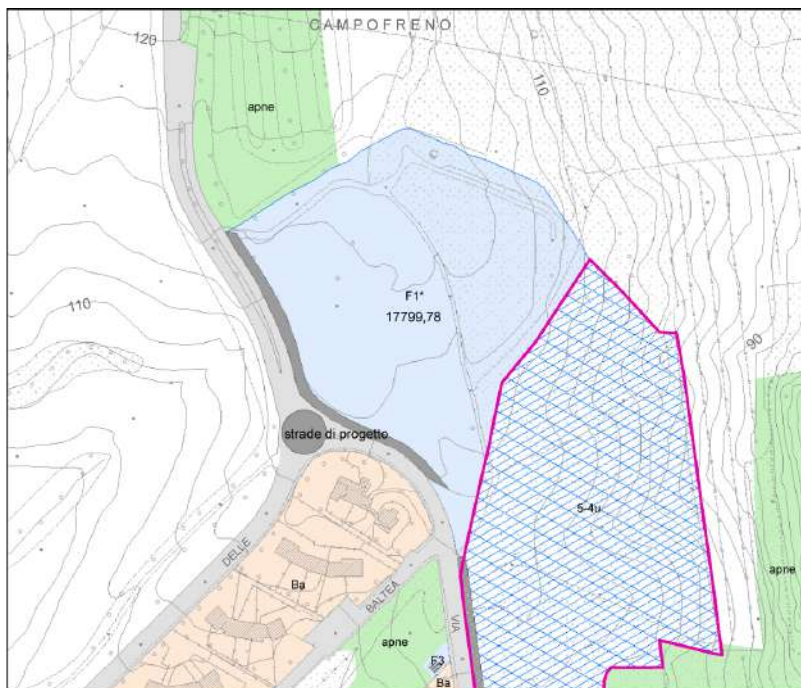 CAMPOFRENO
120
apne
110
F1*
17799,78
110
90
strade di progetto
5-4u
DELLE
Ba
BALTEA
apne
VIA
apne
F3
Ba